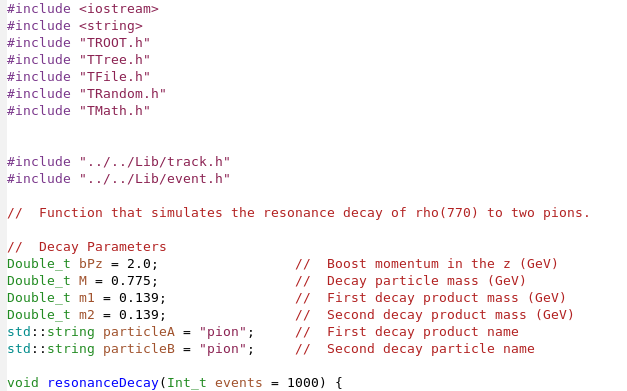 #include <iostream>
#include <string>
#include "TROOT.h"
#include "TTree.h"
#include "TFile.h"
#include "TRandom.h"
#include "TMath.h"
#include "../../Lib/track.h"
#include "../../Lib/event.h"
//  Function that simulates the resonance decay of rho(770) to two pions.
//  Decay Parameters
Double_t bPz = 2.0;                 //  Boost momentum in the z (GeV)
Double_t M = 0.775;                 //  Decay particle mass (GeV)
Double_t m1 = 0.139;                //  First decay product mass (GeV)
Double_t m2 = 0.139;                //  Second decay product mass (GeV)
std::string particleA = "pion";     //  First decay product name
std::string particleB = "pion";     //  Second decay particle name
void resonanceDecay(Int_t events = 1000) {